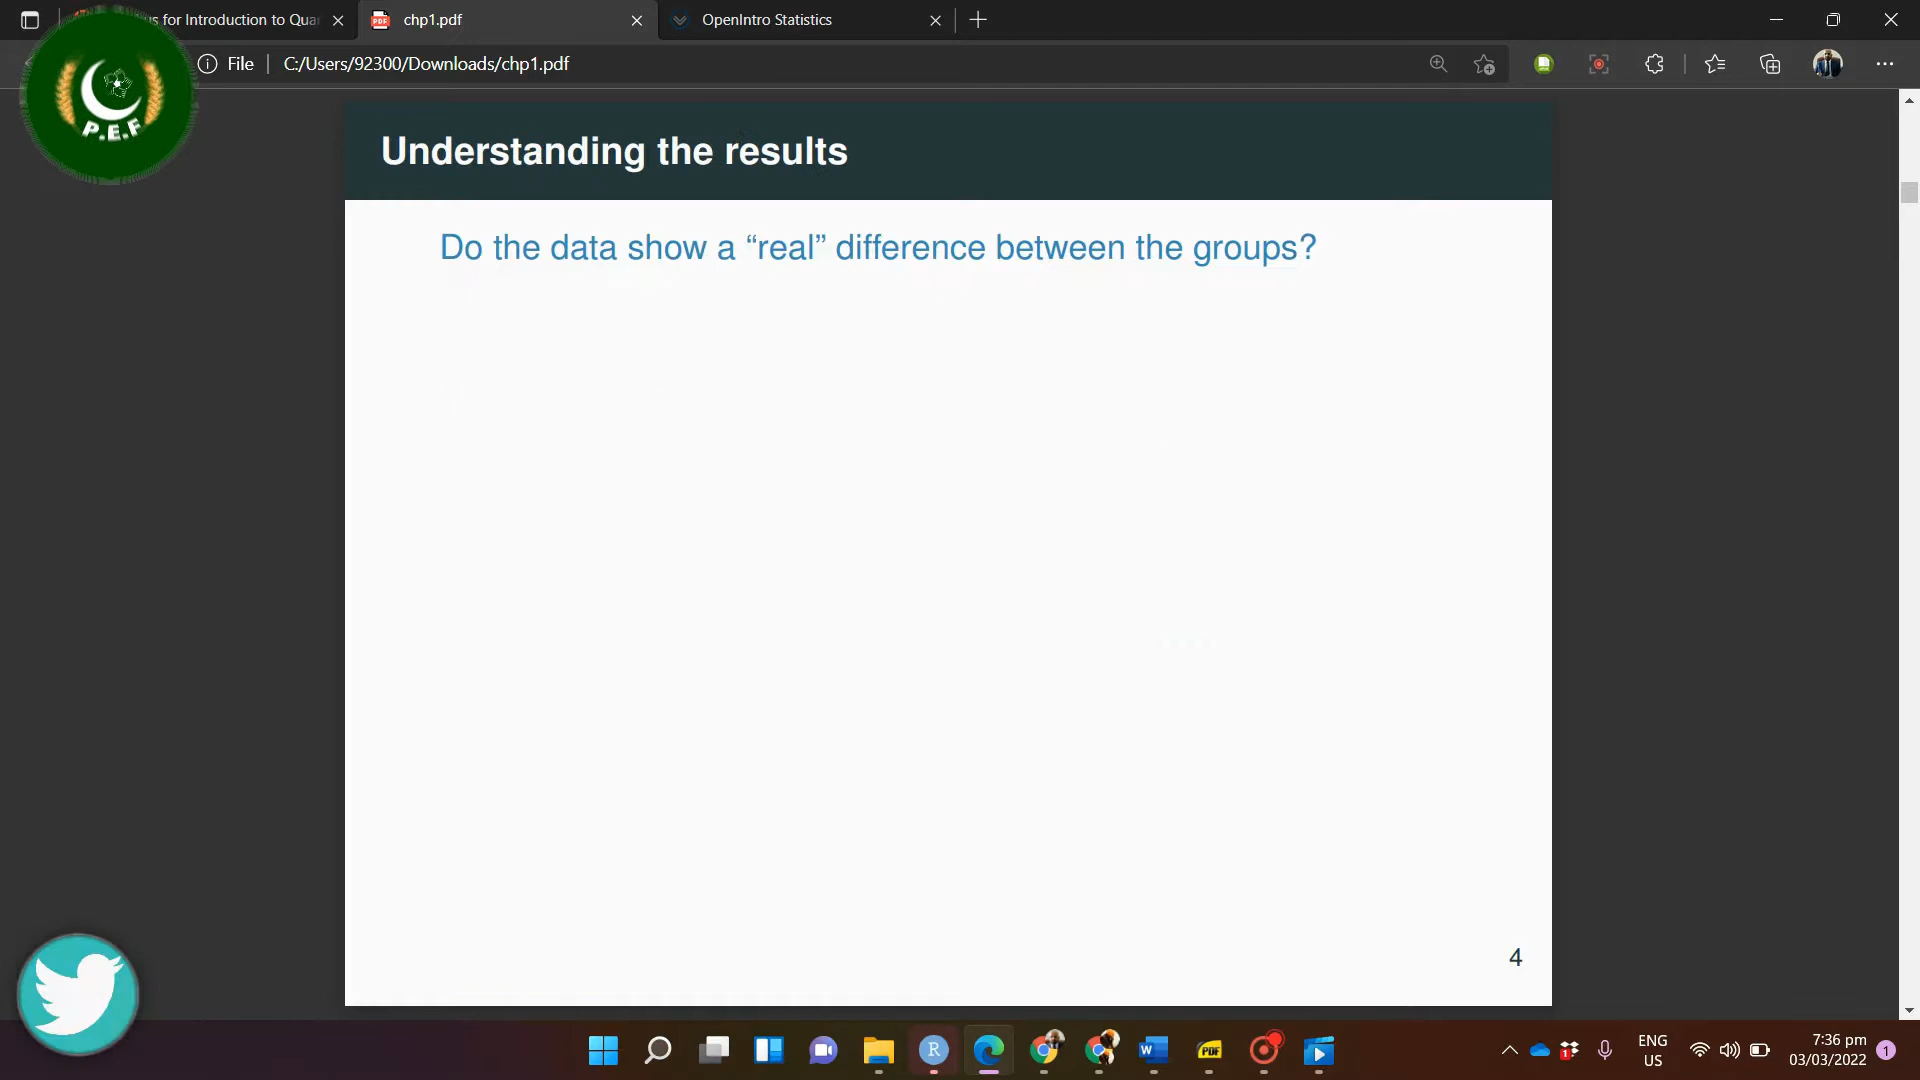 us for Introduction to Qua
chp1.pdf
OpenIntro Statistics
File
C:/Users/92300/Downloads/chp1.pdf
P.E.F
Understanding the results
Do the data show a “real” difference between the groups?
4
ENG
US
7:36 pm
03/03/2022
1